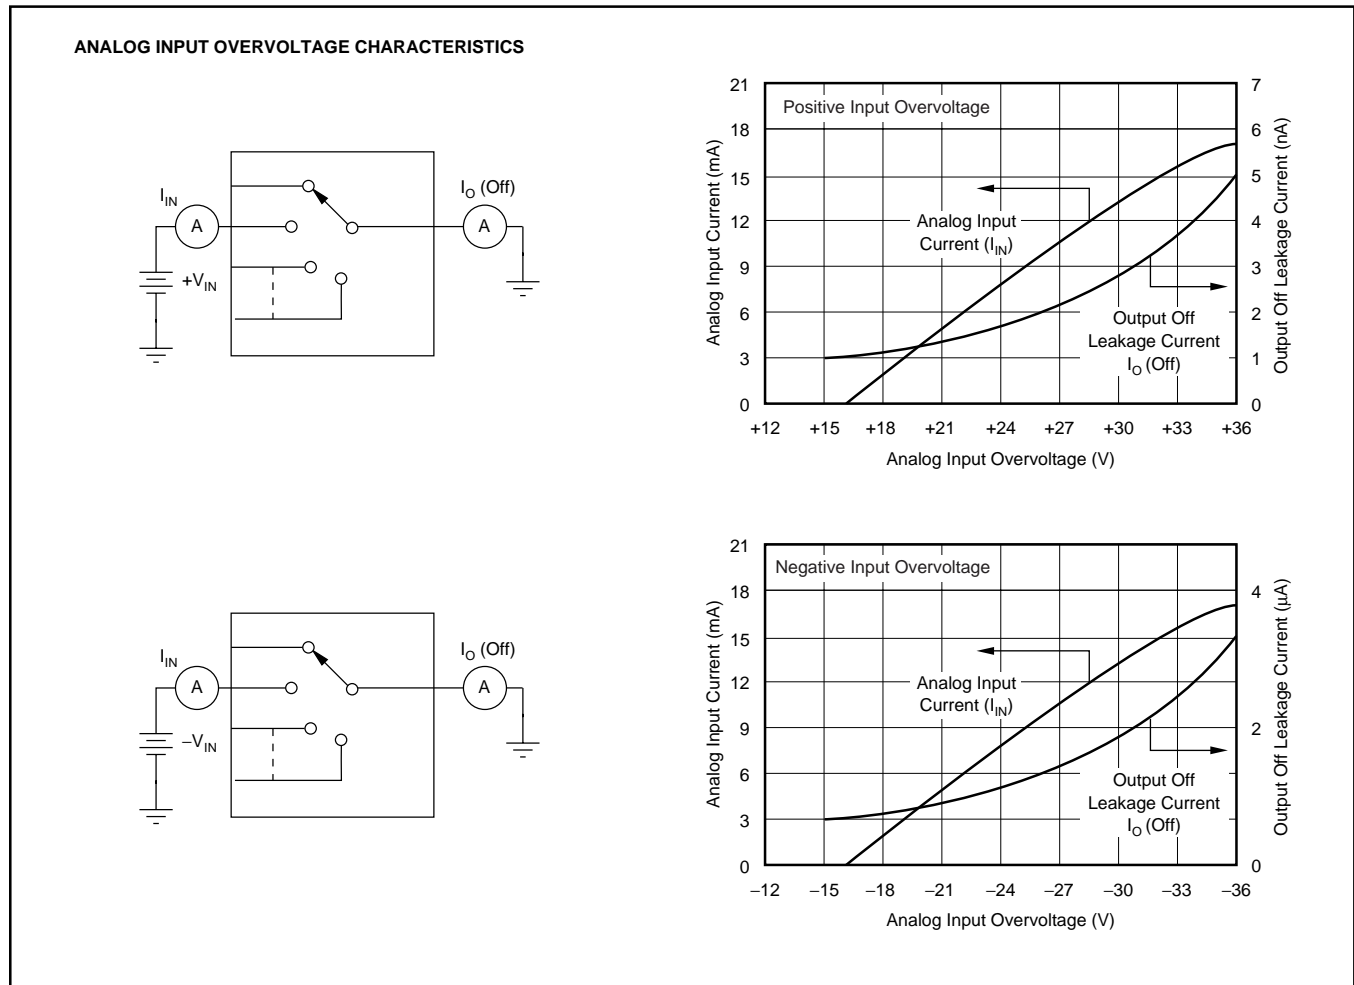 ANALOG INPUT OVERVOLTAGE CHARACTERISTICS
I_IN
A
+V_IN
I_O (Off)
A
Positive Input Overvoltage
Analog Input Current (mA)
21
18
15
12
9
6
3
0
Analog Input
Current (I_IN)
Output Off
Leakage Current
I_O (Off)
7
6
5
4
3
2
1
0
Output Off Leakage Current (nA)
+12 +15 +18 +21 +24 +27 +30 +33 +36
Analog Input Overvoltage (V)
I_IN
A
–V_IN
I_O (Off)
A
Negative Input Overvoltage
Analog Input Current (mA)
21
18
15
12
9
6
3
0
Analog Input
Current (I_IN)
Output Off
Leakage Current
I_O (Off)
4
2
0
Output Off Leakage Current (µA)
–12 –15 –18 –21 –24 –27 –30 –33 –36
Analog Input Overvoltage (V)